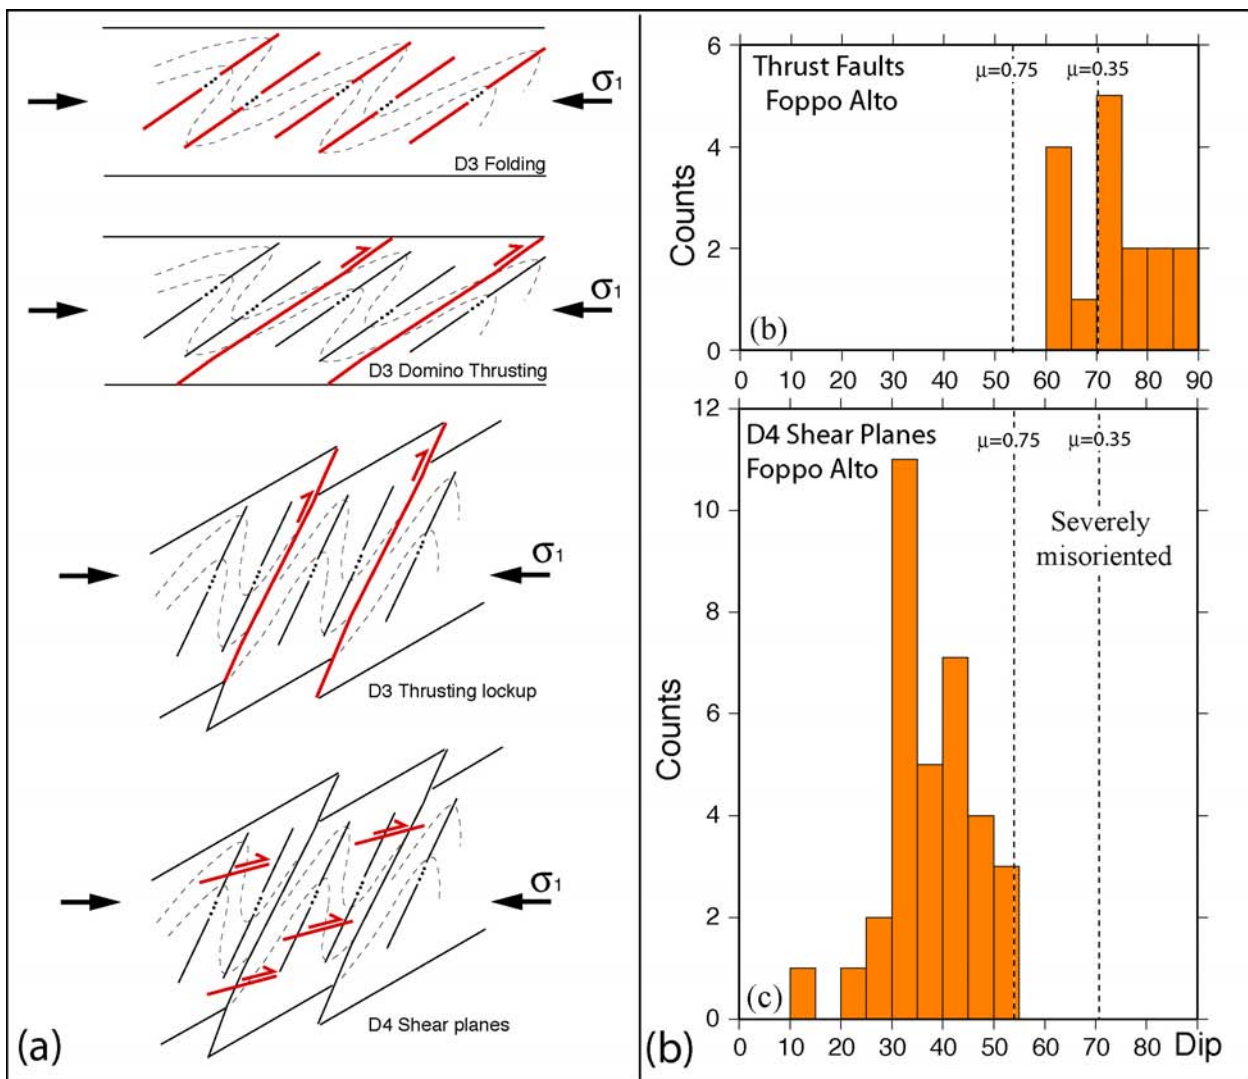 σ1
D3 Folding
σ1
D3 Domino Thrusting
σ1
D3 Thrusting lockup
σ1
D4 Shear planes
(a)
6
4
2
0
Counts
Thrust Faults
Foppo Alto
μ=0.75
μ=0.35
(b)
0 10 20 30 40 50 60 70 80 90
12
10
8
6
4
2
0
Counts
D4 Shear Planes
Foppo Alto
μ=0.75
μ=0.35
Severely
misoriented
(c)
0 10 20 30 40 50 60 70 80 Dip
(b)